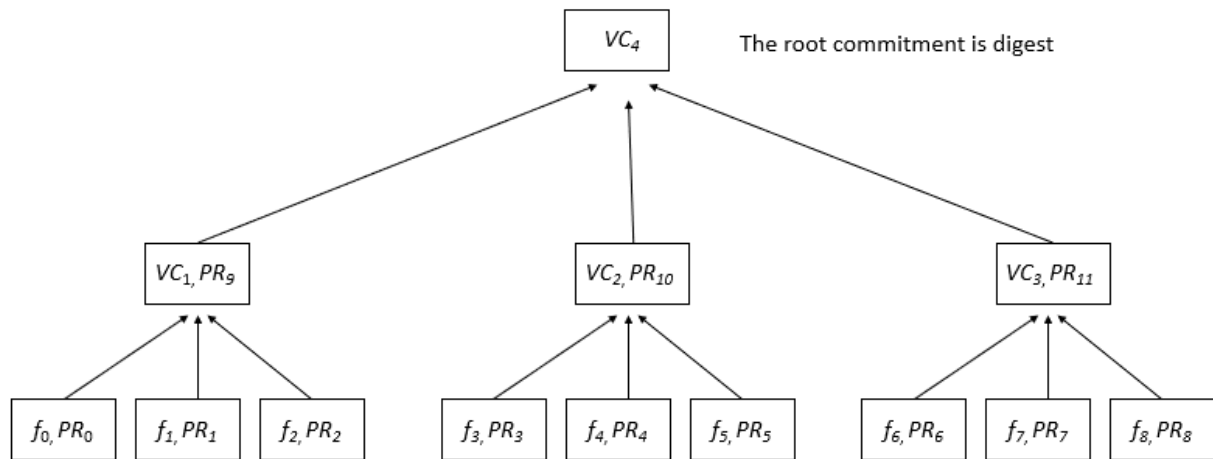 VC₄
The root commitment is digest
VC₁, PR₉
VC₂, PR₁₀
VC₃, PR₁₁
f₀, PR₀
f₁, PR₁
f₂, PR₂
f₃, PR₃
f₄, PR₄
f₅, PR₅
f₆, PR₆
f₇, PR₇
f₈, PR₈